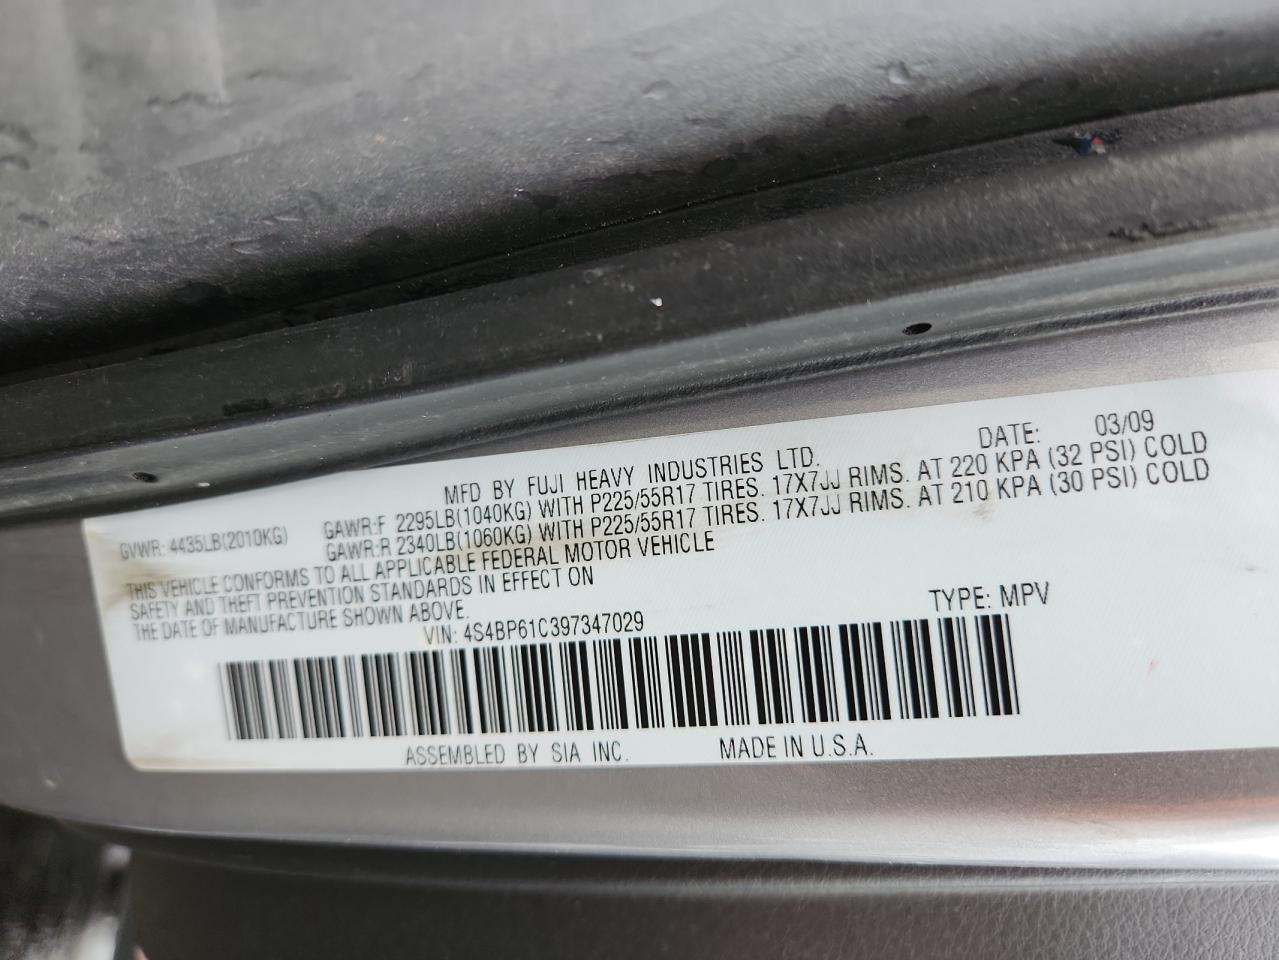 MFD BY FUJI HEAVY INDUSTRIES LTD. DATE: 03/09
GVWR: 4435LB(2010KG) GAWR:F 2295LB(1040KG) WITH P225/55R17 TIRES. 17X7JJ RIMS. AT 220 KPA (32 PSI) COLD
GAWR:R 2340LB(1060KG) WITH P225/55R17 TIRES. 17X7JJ RIMS. AT 210 KPA (30 PSI) COLD
THIS VEHICLE CONFORMS TO ALL APPLICABLE FEDERAL MOTOR VEHICLE
SAFETY AND THEFT PREVENTION STANDARDS IN EFFECT ON
THE DATE OF MANUFACTURE SHOWN ABOVE.
VIN: 4S4BP61C397347029 TYPE: MPV
ASSEMBLED BY SIA INC. MADE IN U.S.A.